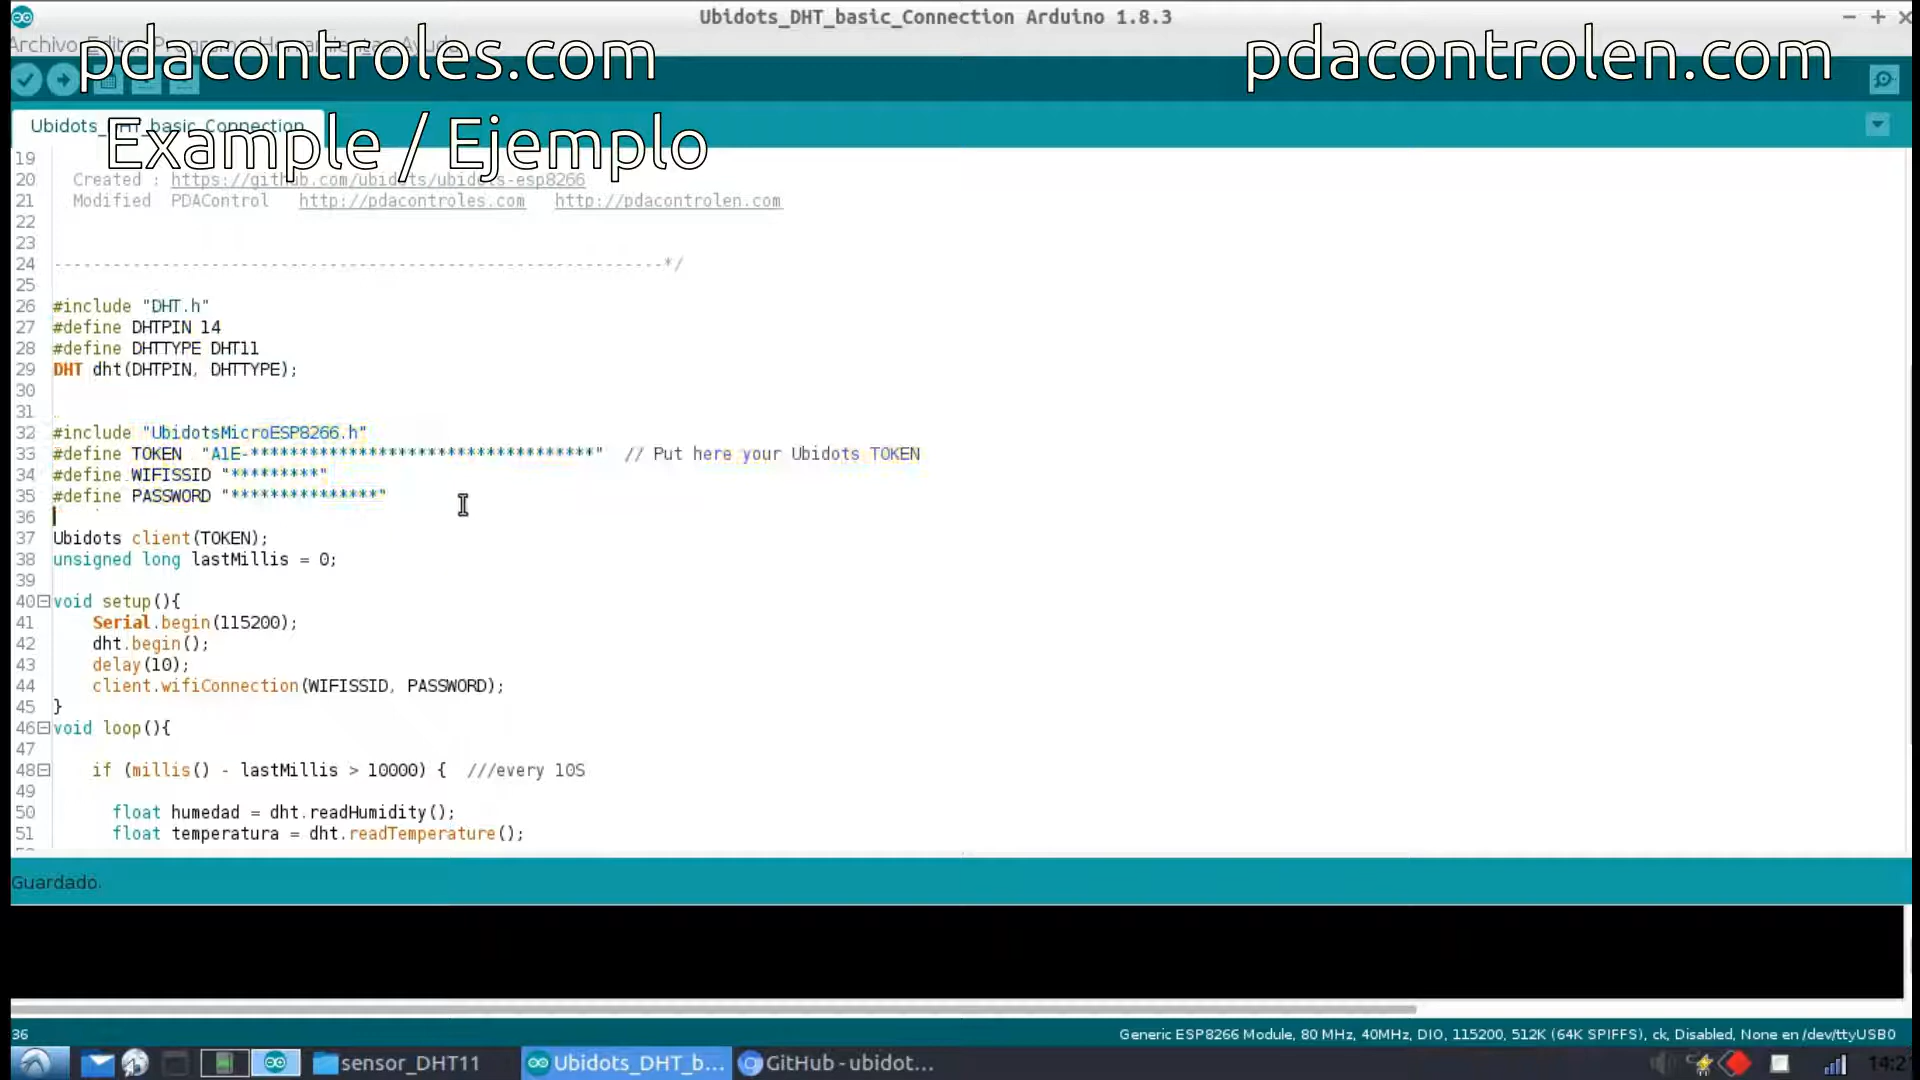 Ubidots_DHT_basic_Connection Arduino 1.8.3
Archivo Editar Programa Herramientas Ayuda
pdacontroles.com
pdacontrolen.com
Ubidots_DHT_basic_Connection
Example / Ejemplo
19
20 Created : https://github.com/ubidots/ubidots-esp8266
21 Modified PDAControl http://pdacontroles.com http://pdacontrolen.com
22
23
24 --------------------------------------------------------------*/
25
26 #include "DHT.h"
27 #define DHTPIN 14
28 #define DHTTYPE DHT11
29 DHT dht(DHTPIN, DHTTYPE);
30
31
32 #include "UbidotsMicroESP8266.h"
33 #define TOKEN "A1E-***********************************" // Put here your Ubidots TOKEN
34 #define WIFISSID "*********"
35 #define PASSWORD "***************"
36
37 Ubidots client(TOKEN);
38 unsigned long lastMillis = 0;
39
40 void setup(){
41 Serial.begin(115200);
42 dht.begin();
43 delay(10);
44 client.wifiConnection(WIFISSID, PASSWORD);
45 }
46 void loop(){
47
48 if (millis() - lastMillis > 10000) { ///every 10S
49
50 float humedad = dht.readHumidity();
51 float temperatura = dht.readTemperature();
Guardado.
36
Generic ESP8266 Module, 80 MHz, 40MHz, DIO, 115200, 512K (64K SPIFFS), ck, Disabled, None en /dev/ttyUSB0
sensor_DHT11
Ubidots_DHT_b...
GitHub - ubidot...